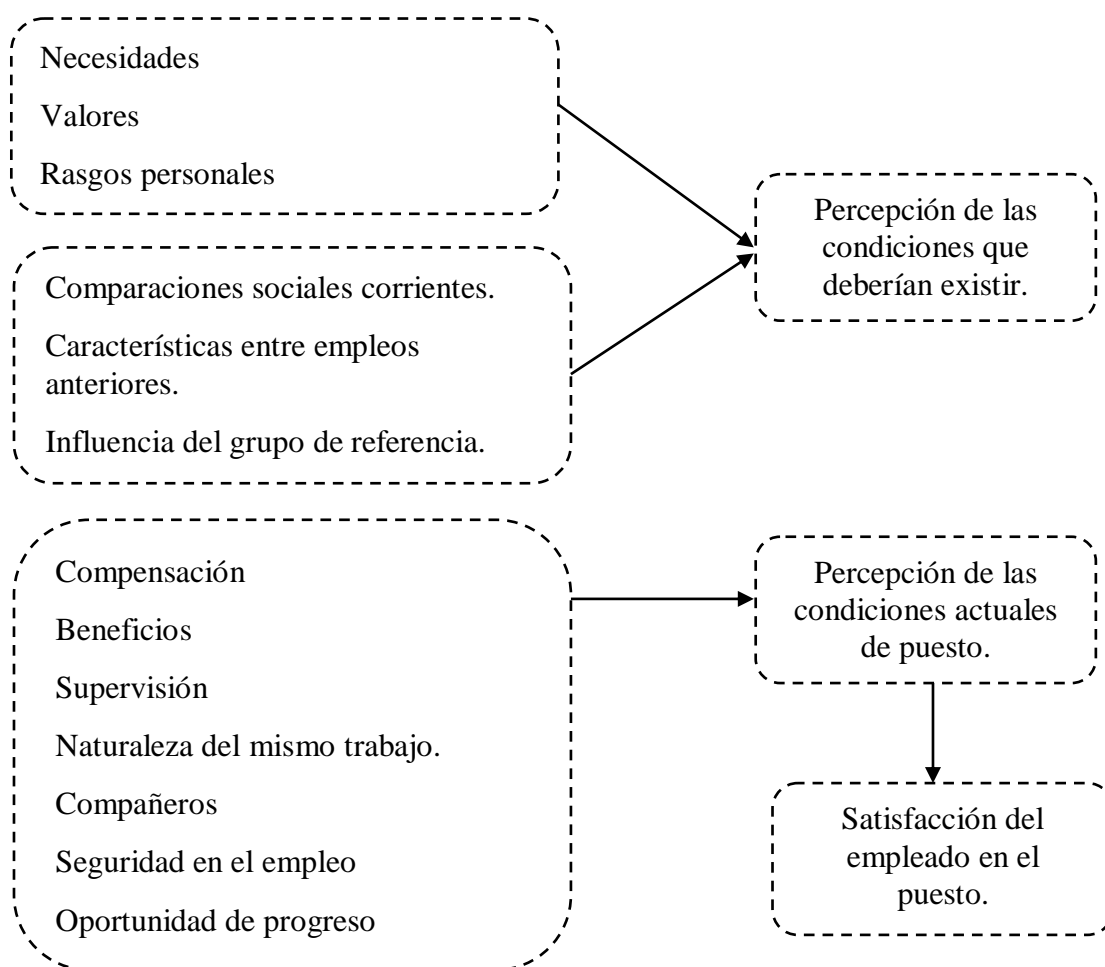 Necesidades
Valores
Rasgos personales
Percepción de las
condiciones que
deberían existir.
Comparaciones sociales corrientes.
Características entre empleos
anteriores.
Influencia del grupo de referencia.
Compensación
Beneficios
Supervisión
Naturaleza del mismo trabajo.
Compañeros
Seguridad en el empleo
Oportunidad de progreso
Percepción de las
condiciones actuales
de puesto.
Satisfacción del
empleado en el
puesto.